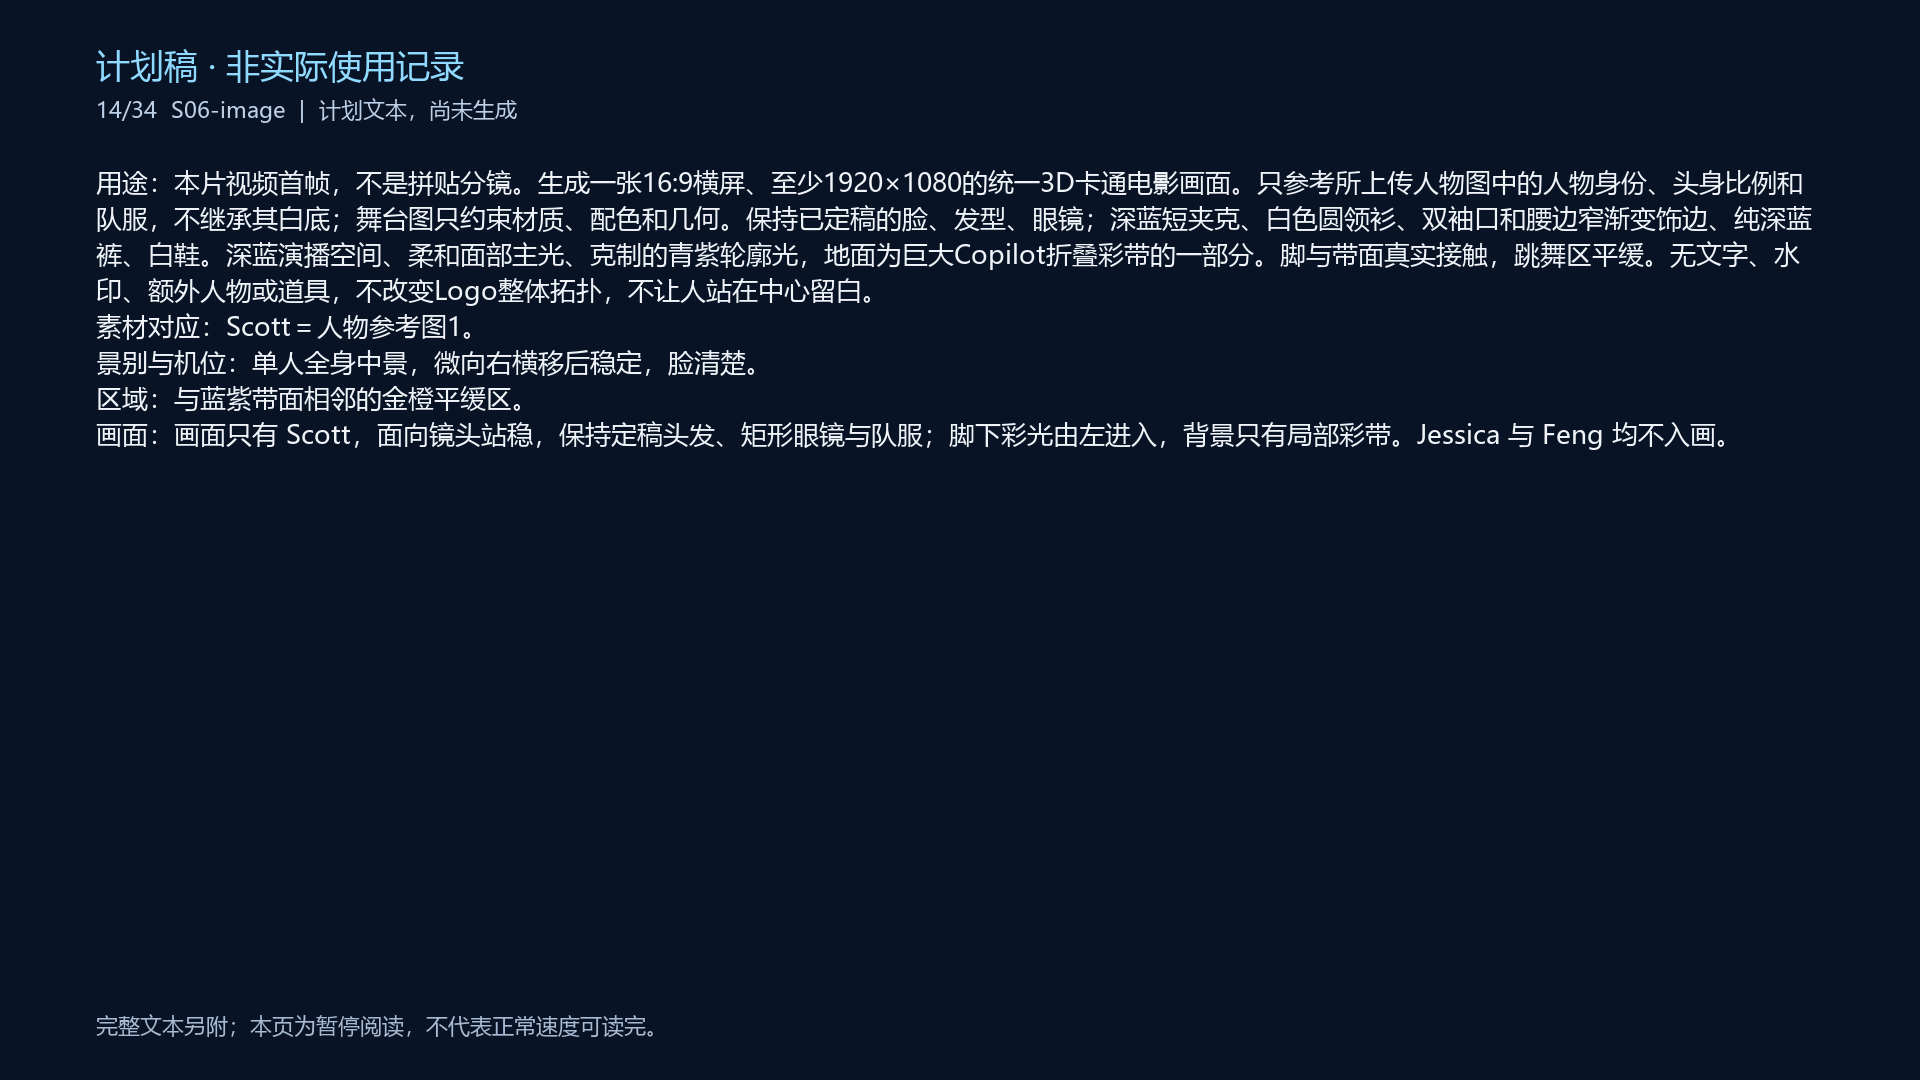 计划稿 · 非实际使用记录
14/34 S06-image | 计划文本，尚未生成
用途：本片视频首帧，不是拼贴分镜。生成一张16:9横屏、至少1920×1080的统一3D卡通电影画面。只参考所上传人物图中的人物身份、头身比例和
队服，不继承其白底；舞台图只约束材质、配色和几何。保持已定稿的脸、发型、眼镜；深蓝短夹克、白色圆领衫、双袖口和腰边窄渐变饰边、纯深蓝
裤、白鞋。深蓝演播空间、柔和面部主光、克制的青紫轮廓光，地面为巨大Copilot折叠彩带的一部分。脚与带面真实接触，跳舞区平缓。无文字、水
印、额外人物或道具，不改变Logo整体拓扑，不让人站在中心留白。
素材对应：Scott＝人物参考图1。
景别与机位：单人全身中景，微向右横移后稳定，脸清楚。
区域：与蓝紫带面相邻的金橙平缓区。
画面：画面只有 Scott，面向镜头站稳，保持定稿头发、矩形眼镜与队服；脚下彩光由左进入，背景只有局部彩带。Jessica 与 Feng 均不入画。
完整文本另附；本页为暂停阅读，不代表正常速度可读完。